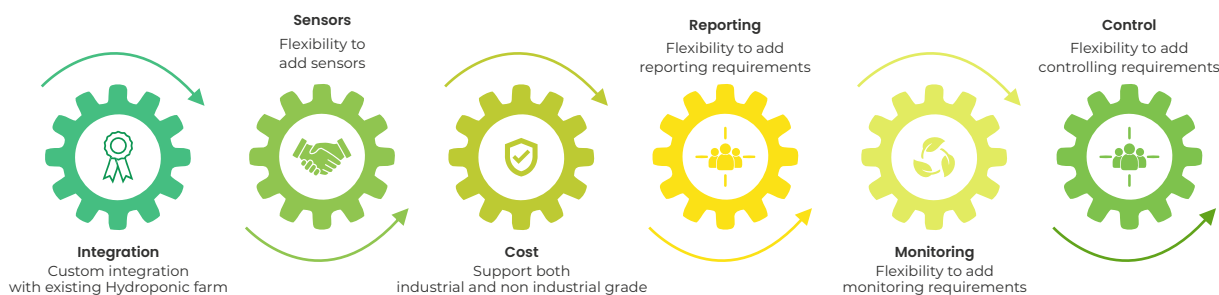 Integration
Custom integration
with existing Hydroponic farm
Sensors
Flexibility to
add sensors
Cost
Support both
industrial and non industrial grade
Reporting
Flexibility to add
reporting requirements
Monitoring
Flexibility to add
monitoring requirements
Control
Flexibility to add
controlling requirements